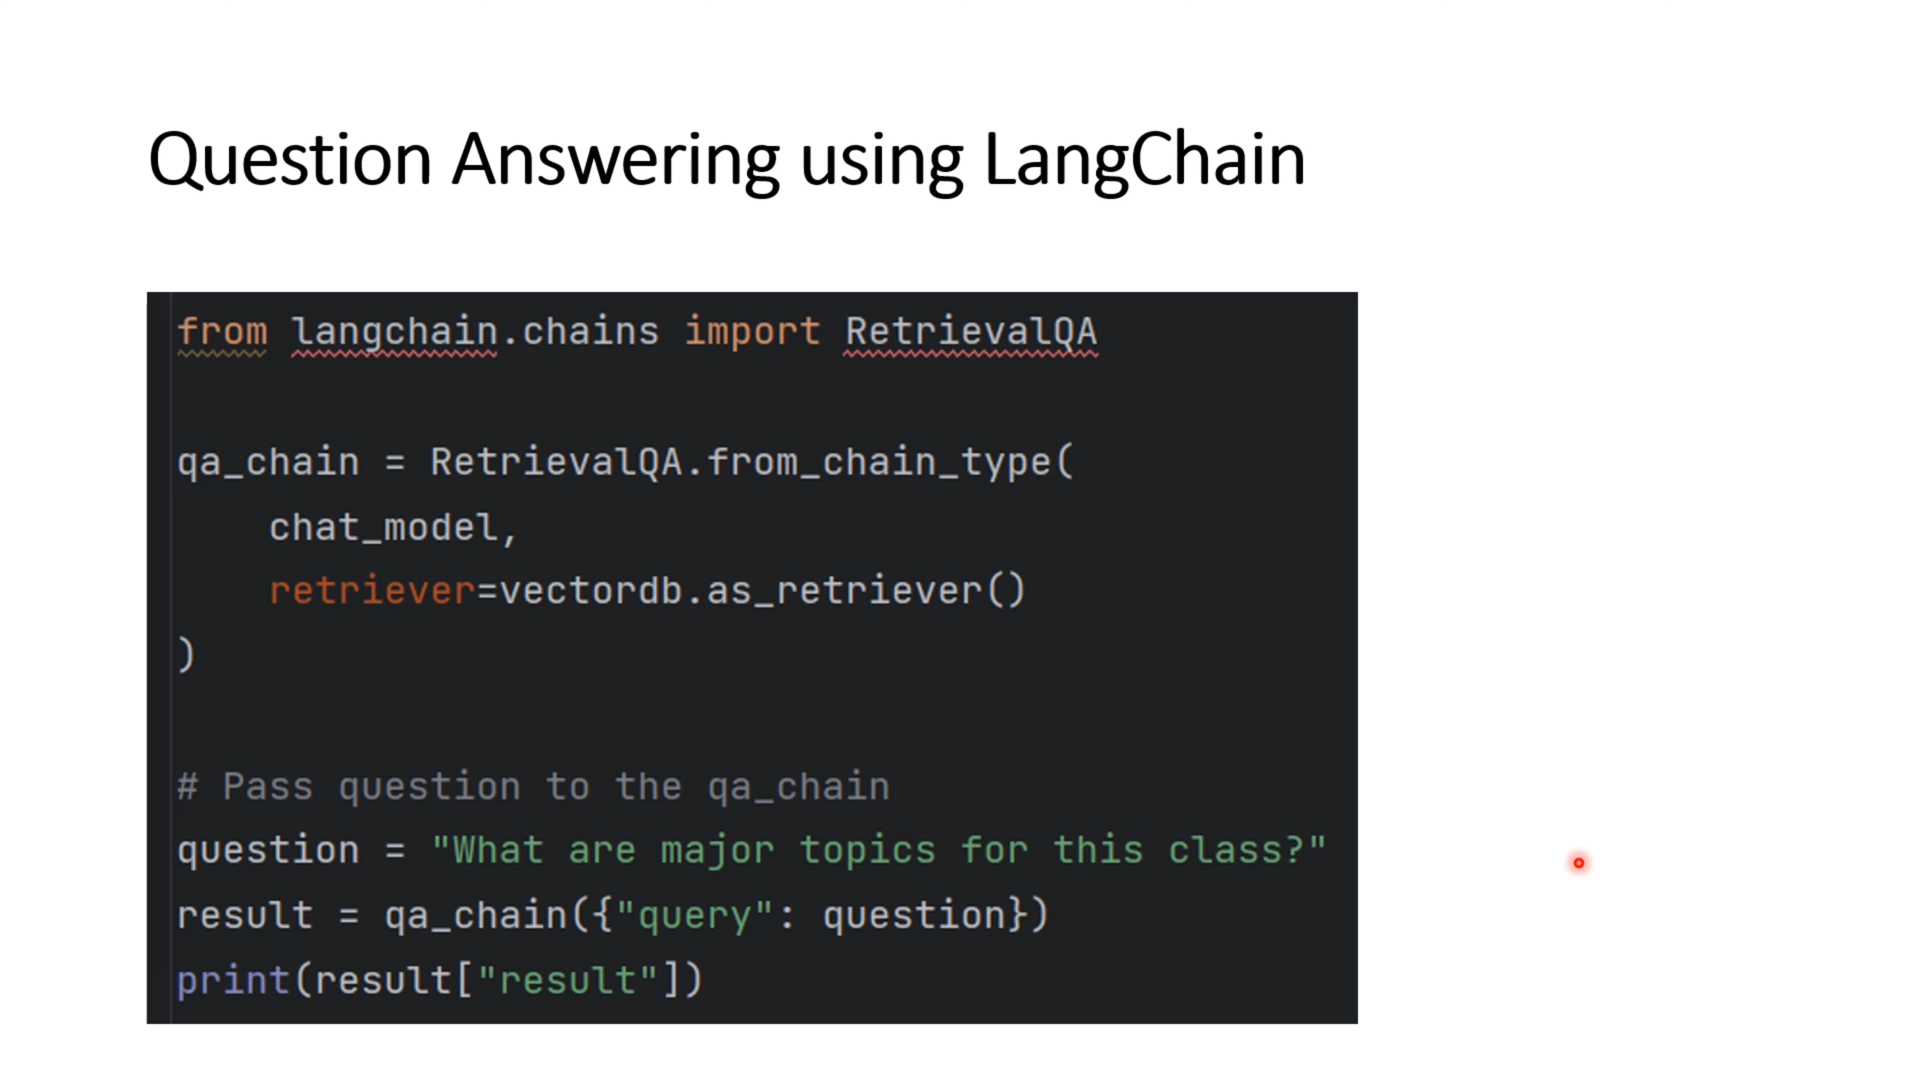 Question Answering using LangChain
from langchain.chains import RetrievalQA
qa_chain = RetrievalQA.from_chain_type(
    chat_model,
    retriever=vectordb.as_retriever()
)
# Pass question to the qa_chain
question = "What are major topics for this class?"
result = qa_chain({"query": question})
print(result["result"])